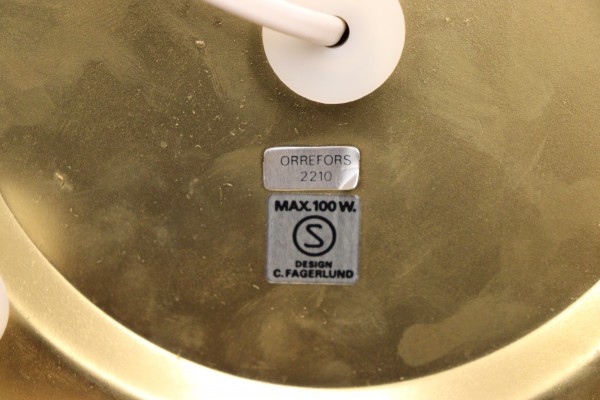 ORREFORS
2210
MAX. 100 W.
S
DESIGN
C. FAGERLUND